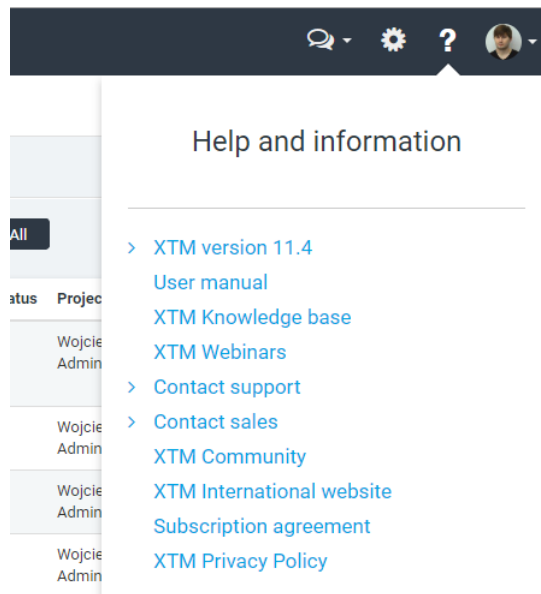 ?
Help and information
All
XTM version 11.4
User manual
XTM Knowledge base
XTM Webinars
Contact support
Contact sales
XTM Community
XTM International website
Subscription agreement
XTM Privacy Policy
atus Projec
Wojcie
Admin
Wojcie
Admin
Wojcie
Admin
Wojcie
Admin